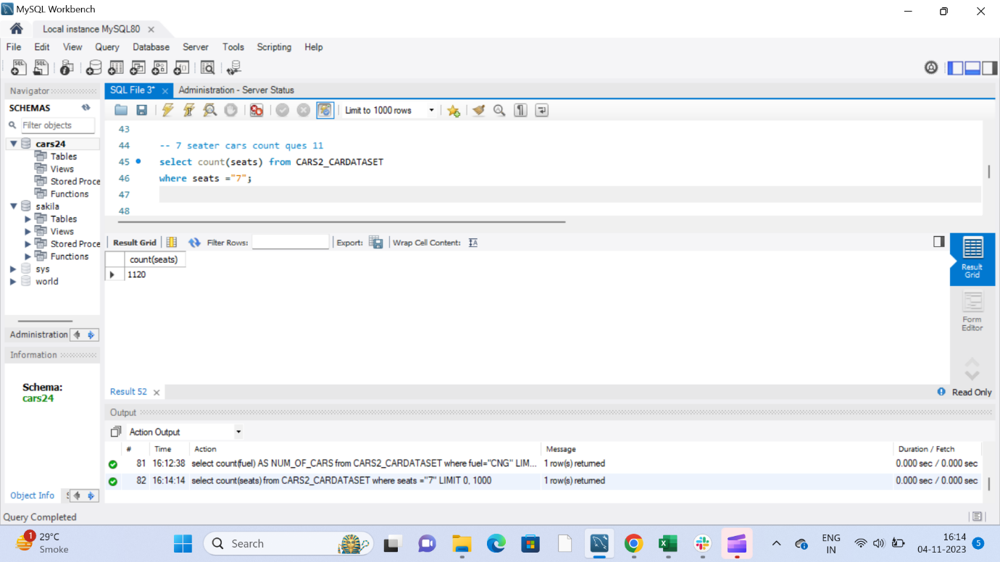 MySQL Workbench
Local instance MySQL80
File Edit View Query Database Server Tools Scripting Help
Navigator
SCHEMAS
Filter objects
cars24
Tables
Views
Stored Proce
Functions
sakila
Tables
Views
Stored Proce
Functions
sys
world
Administration
Information
Schema:
cars24
Object Info
SQL File 3* Administration - Server Status
Limit to 1000 rows
43
44 -- 7 seater cars count ques 11
45 select count(seats) from CARS2_CARDATASET
46 where seats ="7";
47
48
Result Grid Filter Rows: Export: Wrap Cell Content:
count(seats)
1120
Result Grid
Form Editor
Result 52
Read Only
Output
Action Output
# Time Action Message Duration / Fetch
81 16:12:38 select count(fuel) AS NUM_OF_CARS from CARS2_CARDATASET where fuel="CNG" LIM... 1 row(s) returned 0.000 sec / 0.000 sec
82 16:14:14 select count(seats) from CARS2_CARDATASET where seats ="7" LIMIT 0, 1000 1 row(s) returned 0.000 sec / 0.000 sec
Query Completed
1
29°C
Smoke
Search
ENG
IN
16:14
04-11-2023
5